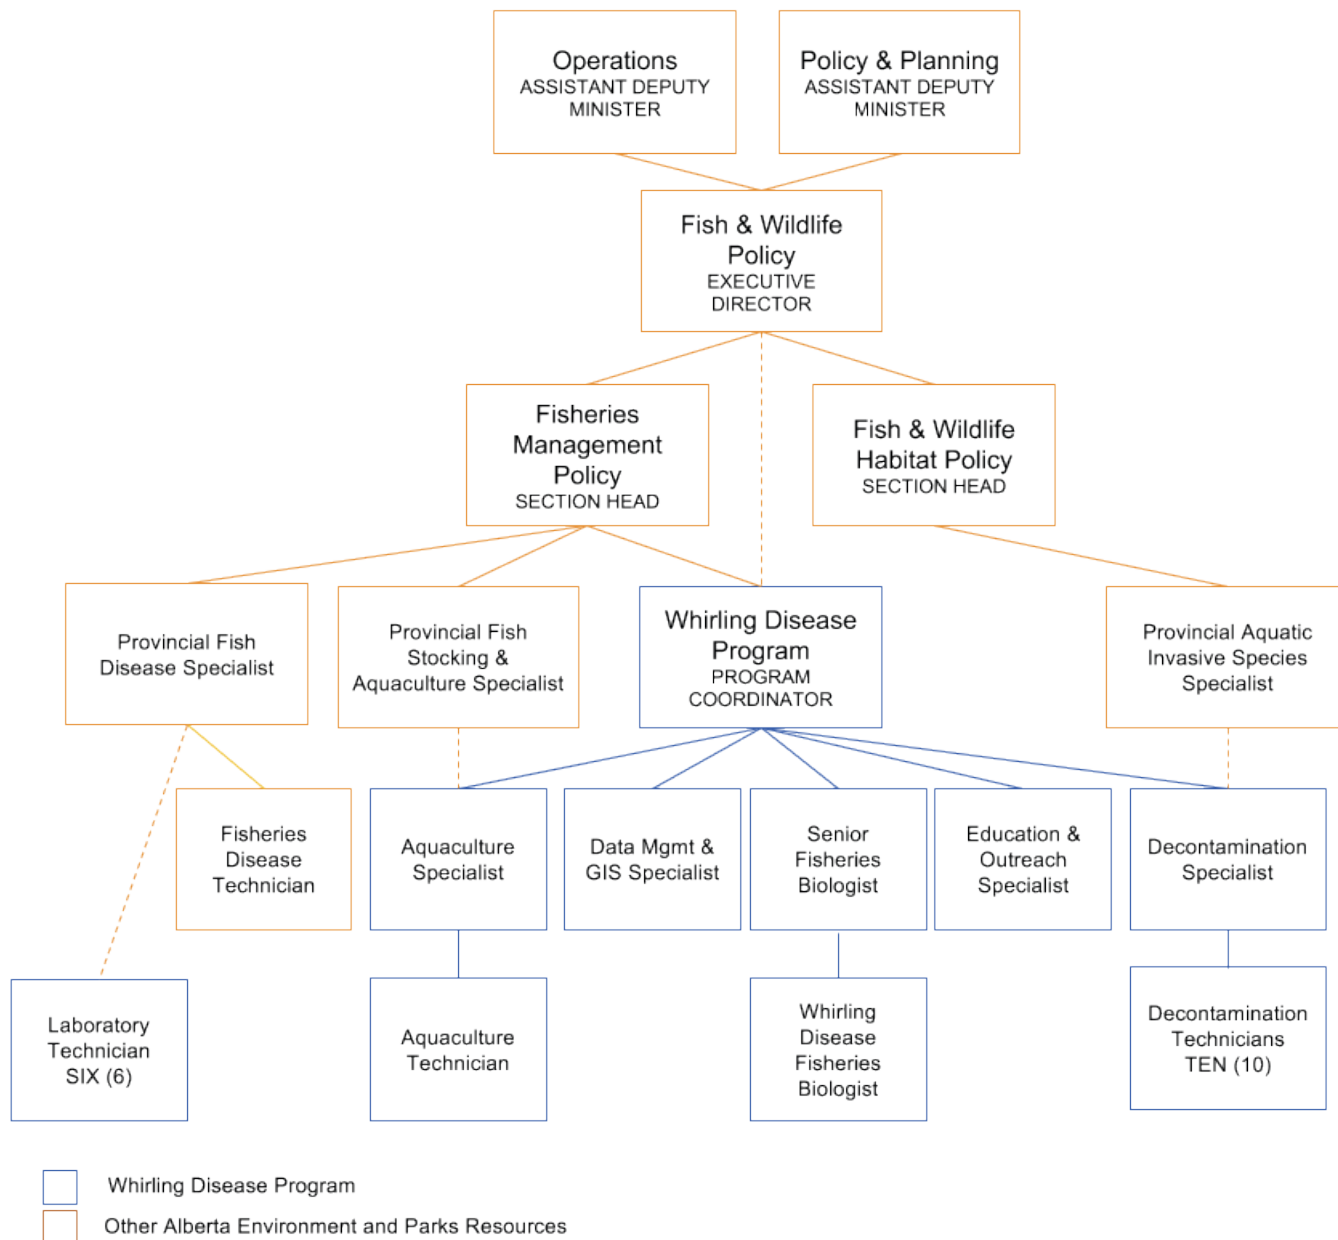 Operations
ASSISTANT DEPUTY
MINISTER
Policy & Planning
ASSISTANT DEPUTY
MINISTER
Fish & Wildlife
Policy
EXECUTIVE
DIRECTOR
Fisheries
Management
Policy
SECTION HEAD
Fish & Wildlife
Habitat Policy
SECTION HEAD
Provincial Fish
Disease Specialist
Provincial Fish
Stocking &
Aquaculture Specialist
Whirling Disease
Program
PROGRAM
COORDINATOR
Provincial Aquatic
Invasive Species
Specialist
Fisheries
Disease
Technician
Aquaculture
Specialist
Data Mgmt &
GIS Specialist
Senior
Fisheries
Biologist
Education &
Outreach
Specialist
Decontamination
Specialist
Laboratory
Technician
SIX (6)
Aquaculture
Technician
Whirling
Disease
Fisheries
Biologist
Decontamination
Technicians
TEN (10)
Whirling Disease Program
Other Alberta Environment and Parks Resources